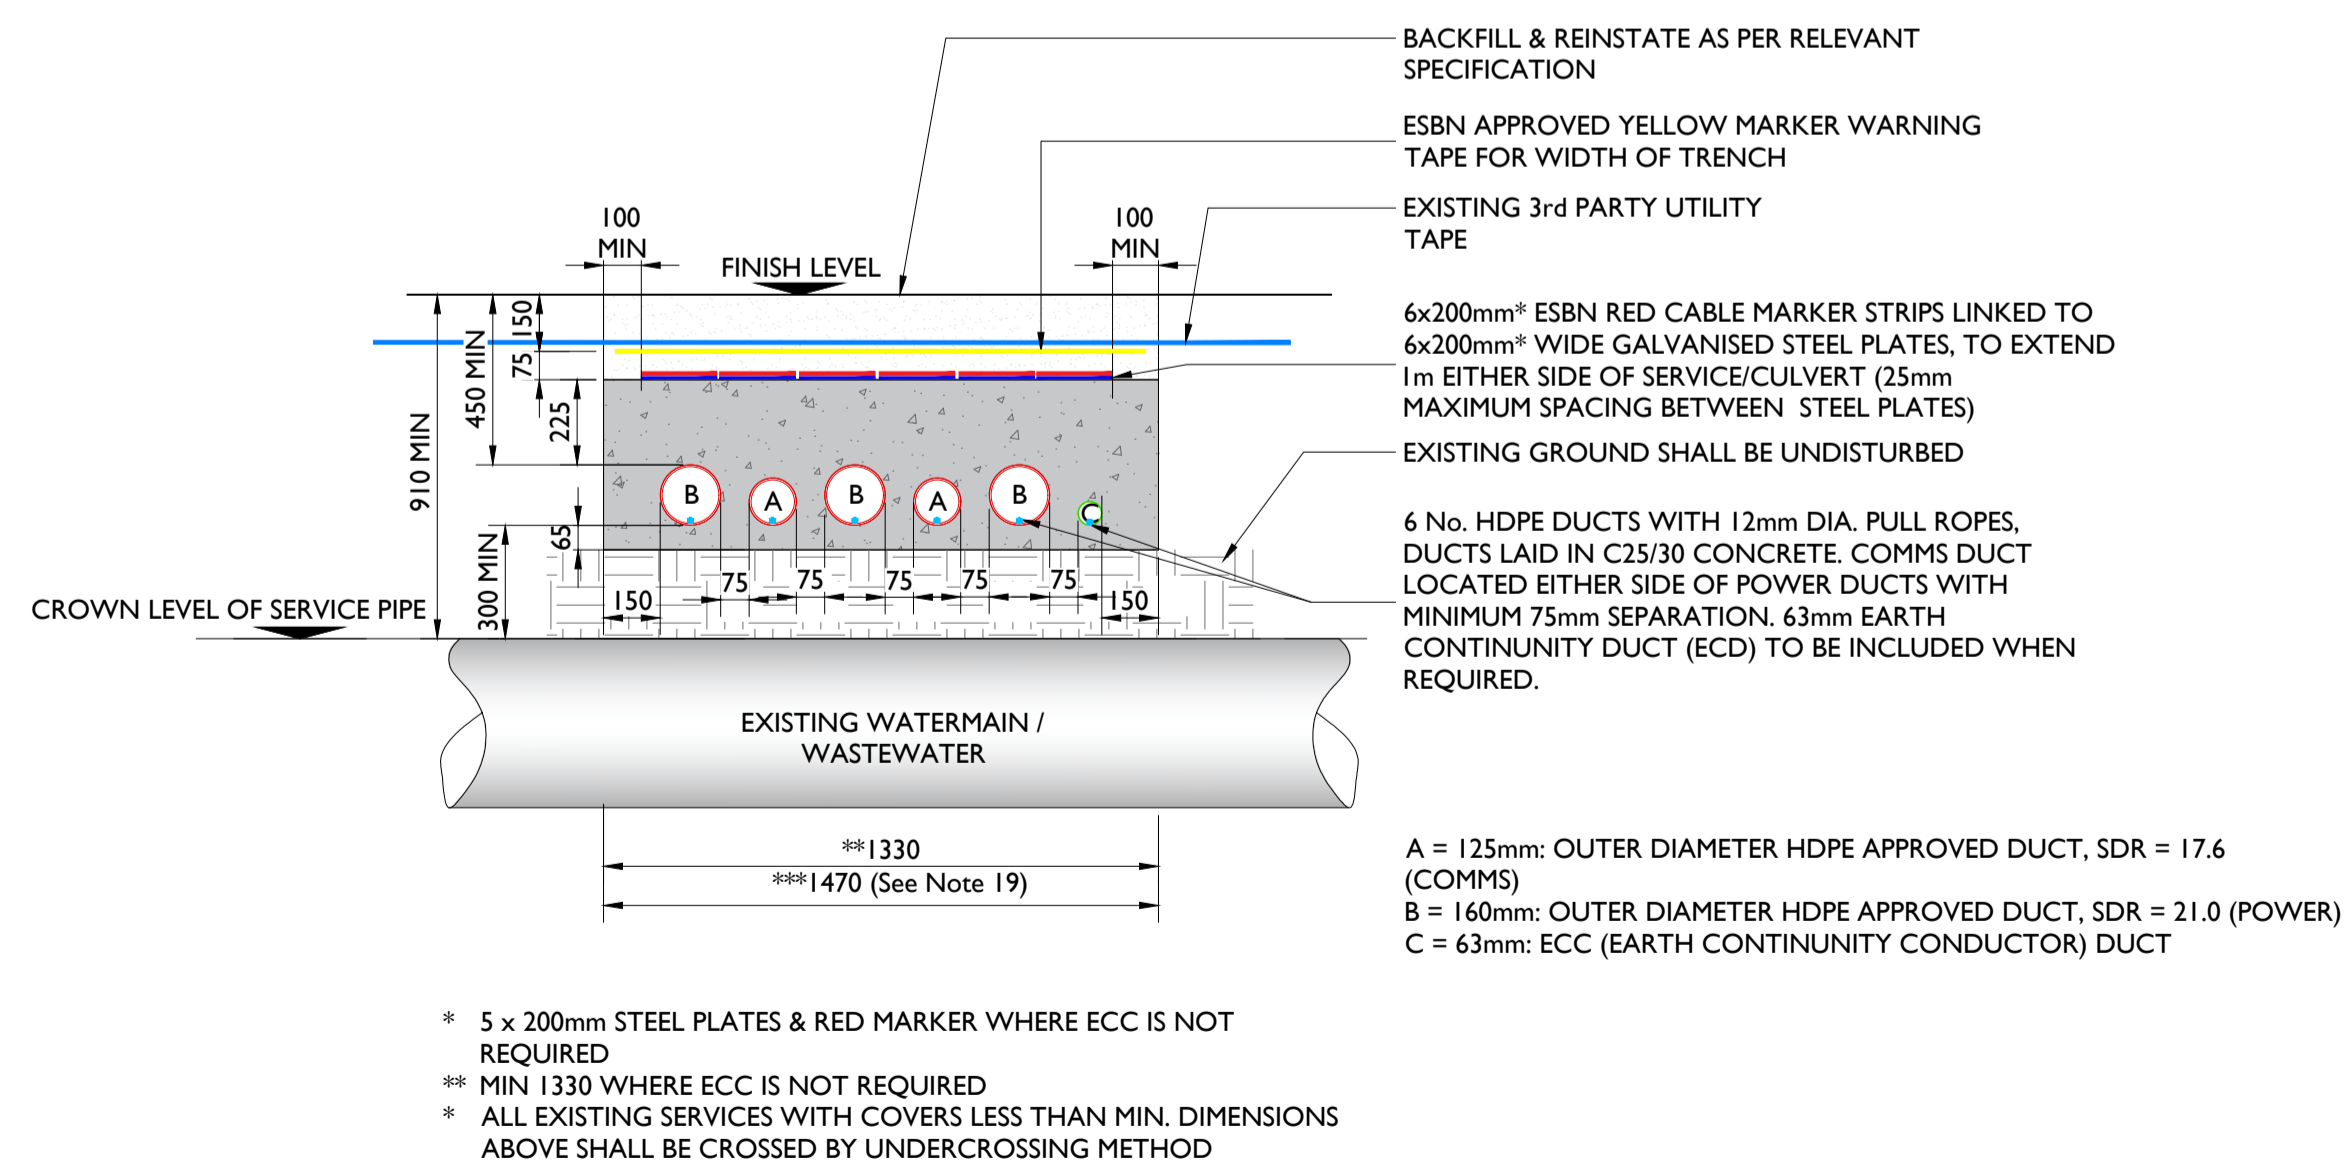 BACKFILL & REINSTATE AS PER RELEVANT
SPECIFICATION
ESBN APPROVED YELLOW MARKER WARNING
TAPE FOR WIDTH OF TRENCH
EXISTING 3rd PARTY UTILITY
TAPE
6x200mm* ESBN RED CABLE MARKER STRIPS LINKED TO
6x200mm* WIDE GALVANISED STEEL PLATES, TO EXTEND
1m EITHER SIDE OF SERVICE/CULVERT (25mm
MAXIMUM SPACING BETWEEN STEEL PLATES)
EXISTING GROUND SHALL BE UNDISTURBED
6 No. HDPE DUCTS WITH 12mm DIA. PULL ROPES,
DUCTS LAID IN C25/30 CONCRETE. COMMS DUCT
LOCATED EITHER SIDE OF POWER DUCTS WITH
MINIMUM 75mm SEPARATION. 63mm EARTH
CONTINUNITY DUCT (ECD) TO BE INCLUDED WHEN
REQUIRED.
100
MIN
100
MIN
FINISH LEVEL
150
75
450 MIN
225
910 MIN
65
300 MIN
B
A
B
A
B
C
75
75
75
75
75
150
150
CROWN LEVEL OF SERVICE PIPE
EXISTING WATERMAIN /
WASTEWATER
**1330
***1470 (See Note 19)
A = 125mm: OUTER DIAMETER HDPE APPROVED DUCT, SDR = 17.6
(COMMS)
B = 160mm: OUTER DIAMETER HDPE APPROVED DUCT, SDR = 21.0 (POWER)
C = 63mm: ECC (EARTH CONTINUNITY CONDUCTOR) DUCT
* 5 x 200mm STEEL PLATES & RED MARKER WHERE ECC IS NOT
REQUIRED
** MIN 1330 WHERE ECC IS NOT REQUIRED
* ALL EXISTING SERVICES WITH COVERS LESS THAN MIN. DIMENSIONS
ABOVE SHALL BE CROSSED BY UNDERCROSSING METHOD